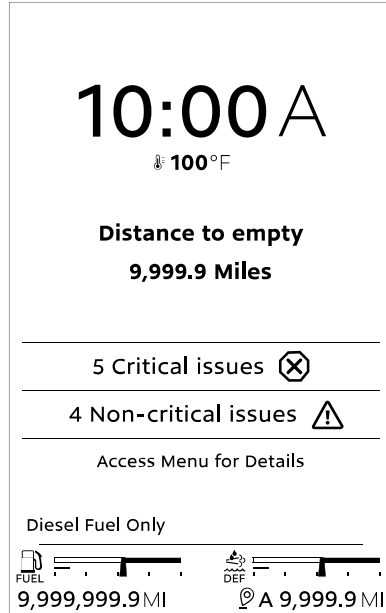 10:00 A
100°F
Distance to empty
9,999.9 Miles
5 Critical issues
4 Non-critical issues
Access Menu for Details
Diesel Fuel Only
FUEL DEF
9,999,999.9 MI A 9,999.9 MI